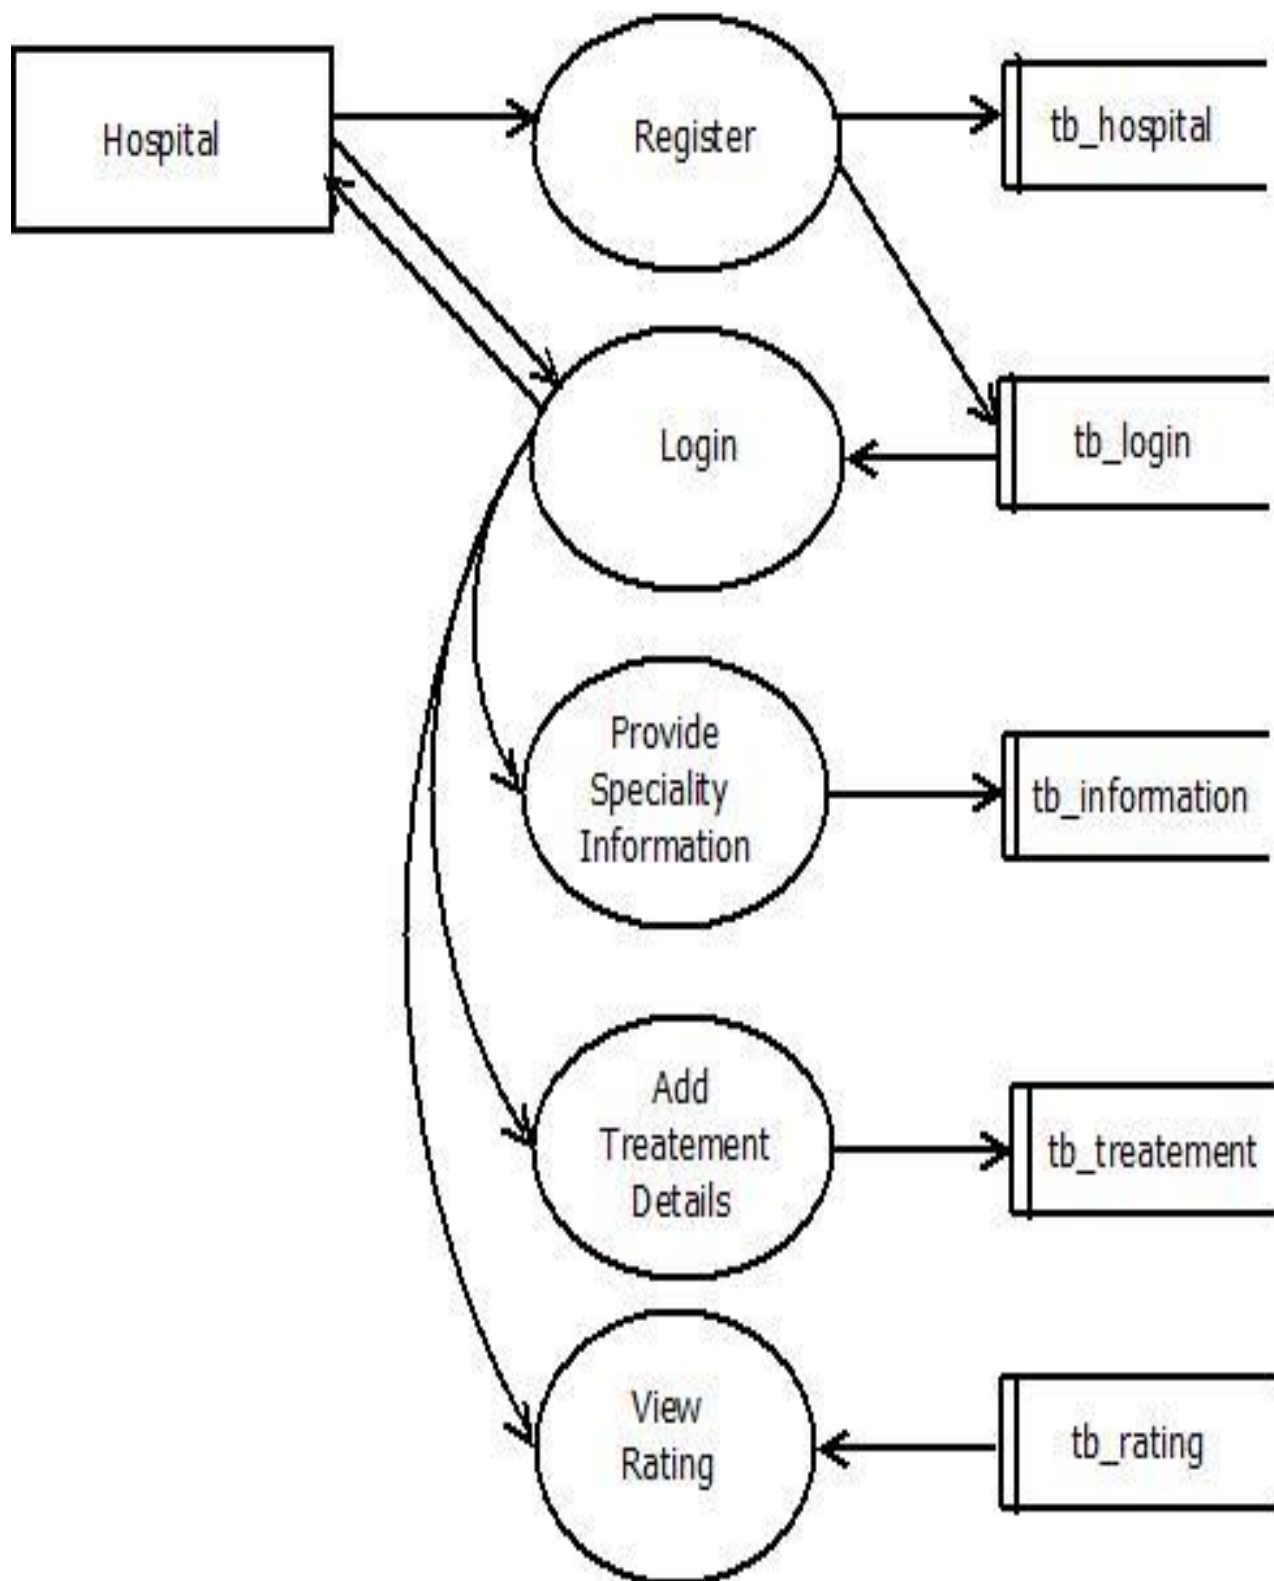 Hospital
Register
tb_hospital
Login
tb_login
Provide
Speciality
Information
tb_information
Add
Treatement
Details
tb_treatement
View
Rating
tb_rating